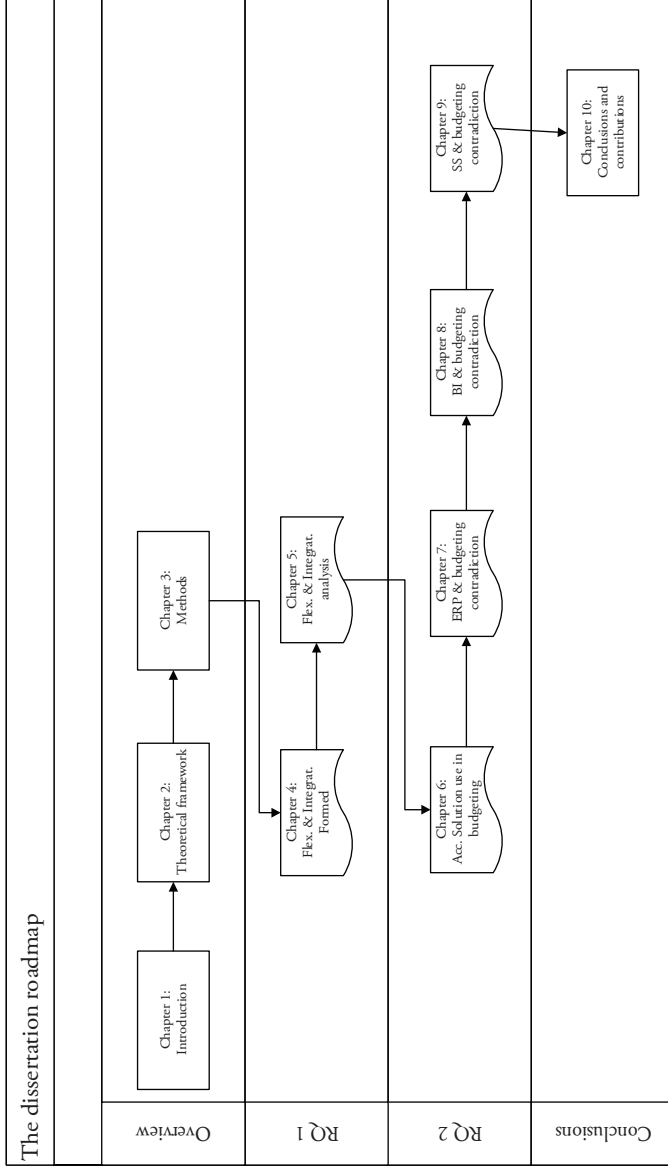 The dissertation roadmap
Overview
Chapter 1:
Introduction
Chapter 2:
Theoretical framework
Chapter 3:
Methods
RQ 1
Chapter 4:
Flex. & Integrat.
Formed
Chapter 5:
Flex. & Integrat.
analysis
RQ 2
Chapter 6:
Acc. Solution use in
budgeting
Chapter 7:
ERP & budgeting
contradiction
Chapter 8:
BI & budgeting
contradiction
Chapter 9:
SS & budgeting
contradiction
Conclusions
Chapter 10:
Conclusions and
contributions